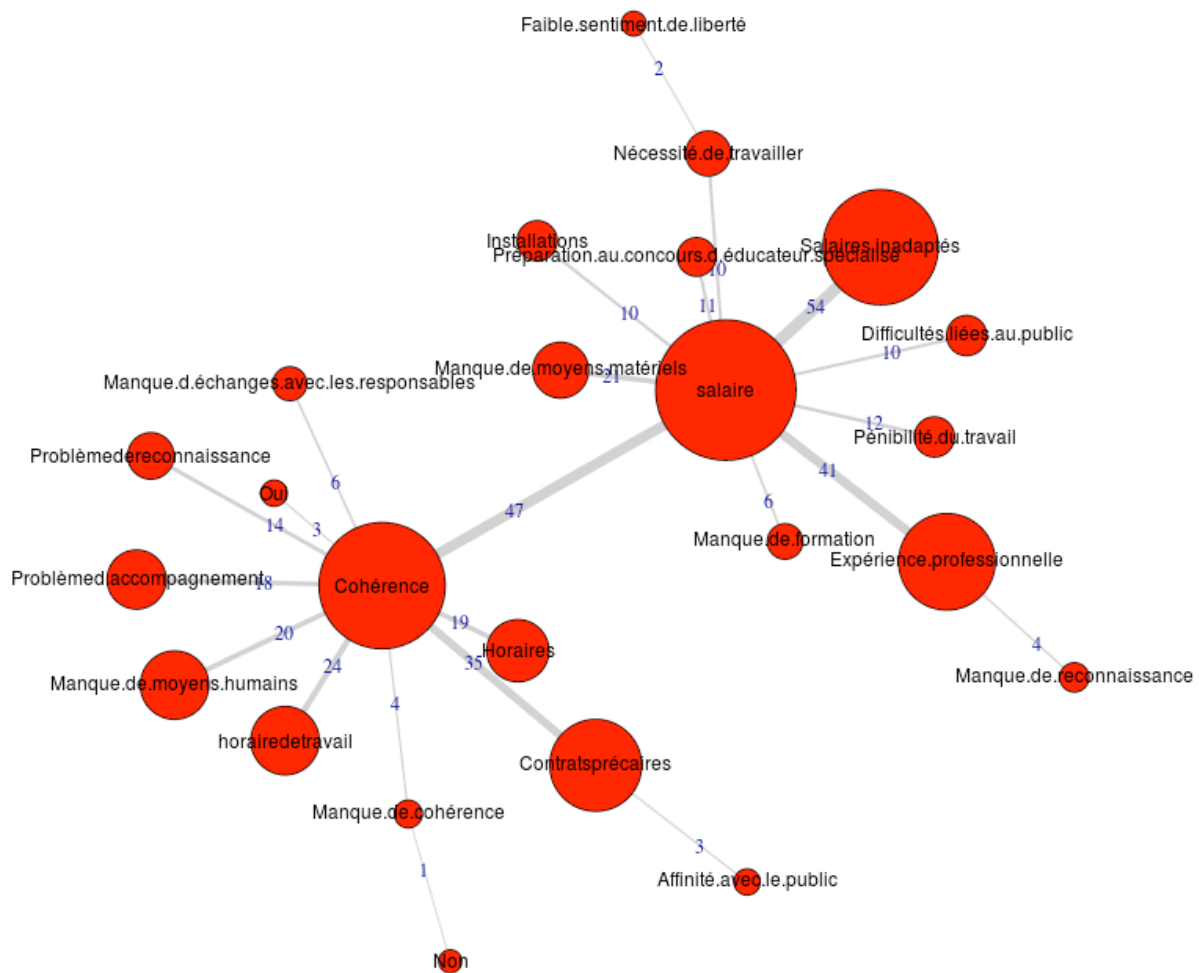 Faible.sentiment.de.liberté
2
Nécessité.de.travailler
Installations
Salaires.inadaptés
Préparation.au.concours.d.éducateur.spécialisé
10
11
54
10
Difficultés.liées.au.public
10
Manque.de.moyens.matériels
21
Manque.d.échanges.avec.les.responsables
salaire
12
Pénibilité.du.travail
Problèmedereconnaissance
41
6
Oui
3
14
47
6
Manque.de.formation
Expérience.professionnelle
Problèmed.accompagnement
18
Cohérence
19
20
Horaires
4
35
24
Manque.de.reconnaissance
Manque.de.moyens.humains
4
horairedetravail
Contratsprécaires
Manque.de.cohérence
3
1
Affinité.avec.le.public
Non